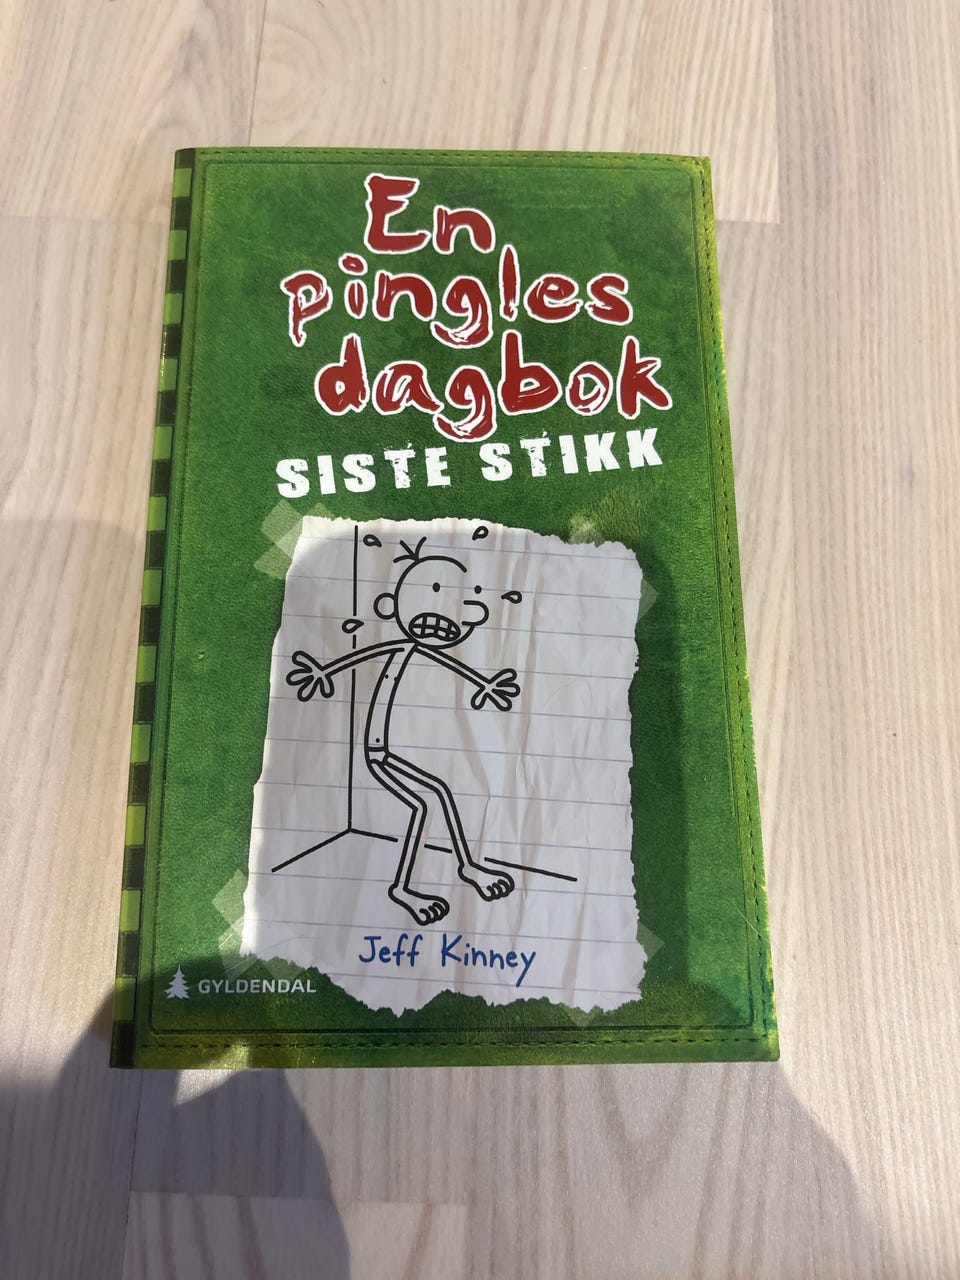 En
pingles
dagbok
SISTE STIKK
Jeff Kinney
GYLDENDAL